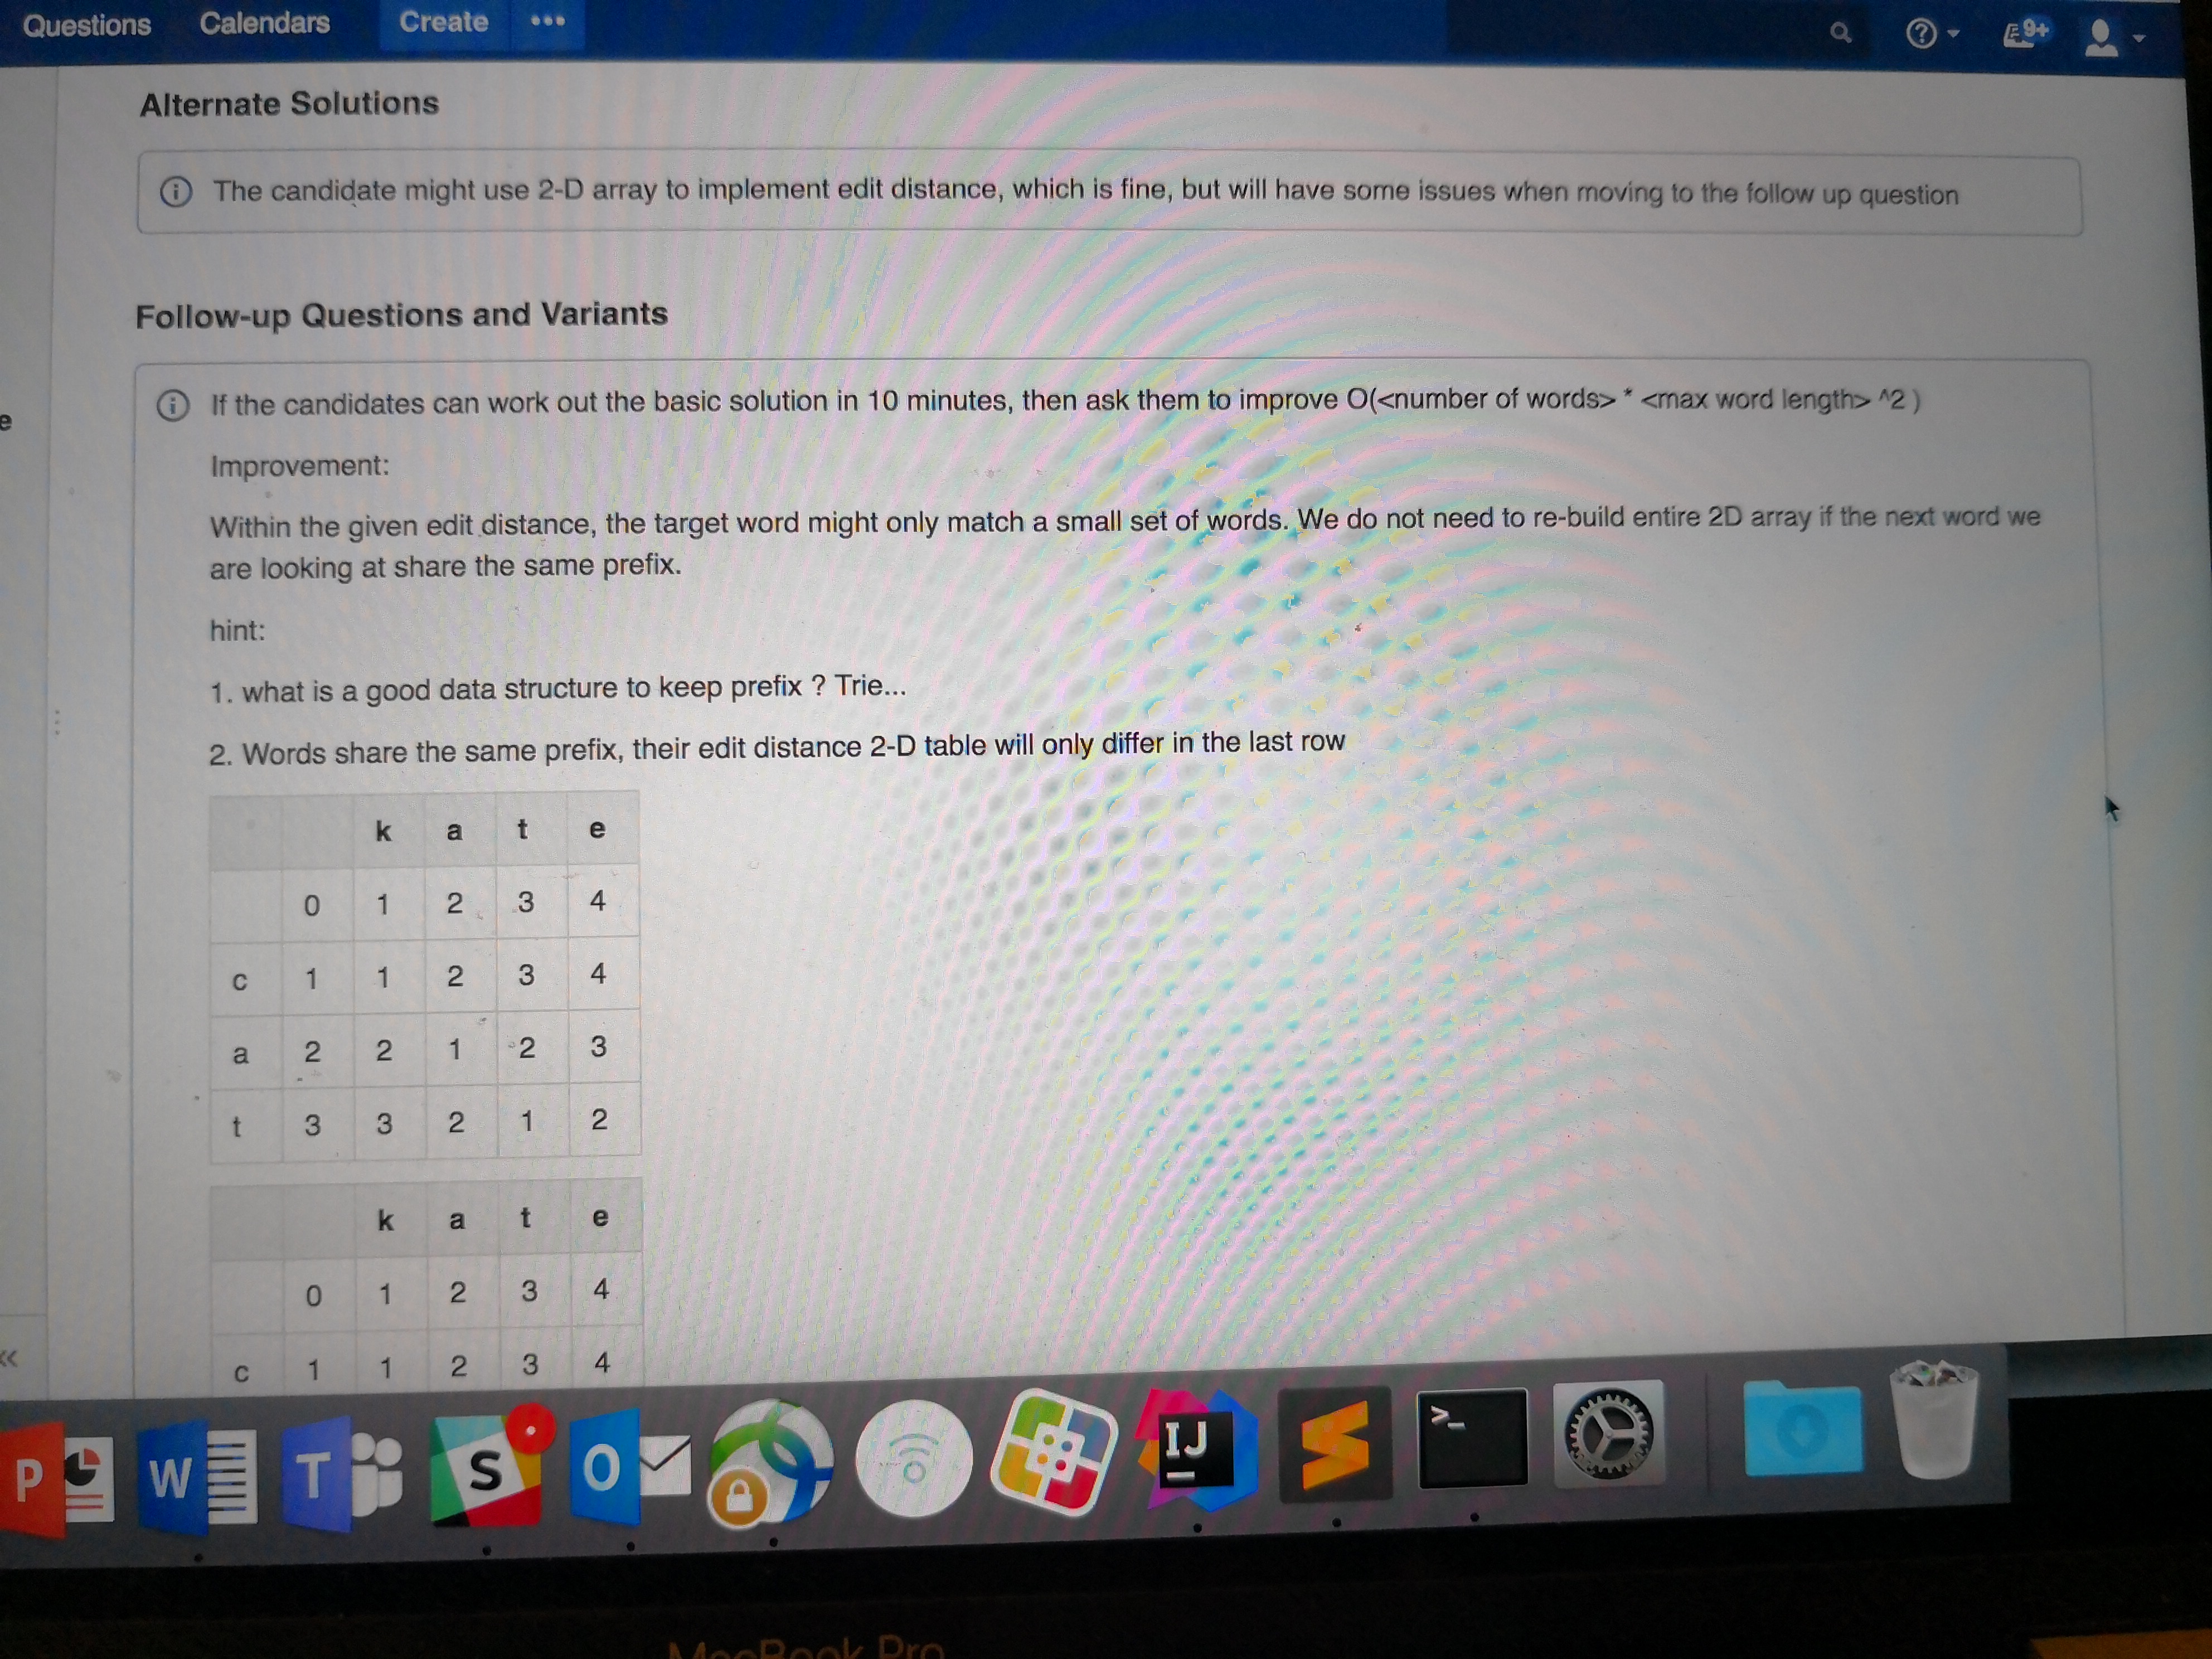 Questions Calendars Create ••• ? 9+
Alternate Solutions
The candidate might use 2-D array to implement edit distance, which is fine, but will have some issues when moving to the follow up question
Follow-up Questions and Variants
If the candidates can work out the basic solution in 10 minutes, then ask them to improve O(<number of words> * <max word length> ^2 )
e
Improvement:
Within the given edit distance, the target word might only match a small set of words. We do not need to re-build entire 2D array if the next word we
are looking at share the same prefix.
hint:
1. what is a good data structure to keep prefix ? Trie...
2. Words share the same prefix, their edit distance 2-D table will only differ in the last row
k a t e
0 1 2 3 4
c 1 1 2 3 4
a 2 2 1 2 3
t 3 3 2 1 2
k a t e
0 1 2 3 4
c 1 1 2 3 4
P W T S O IJ >_
MacBook Pro